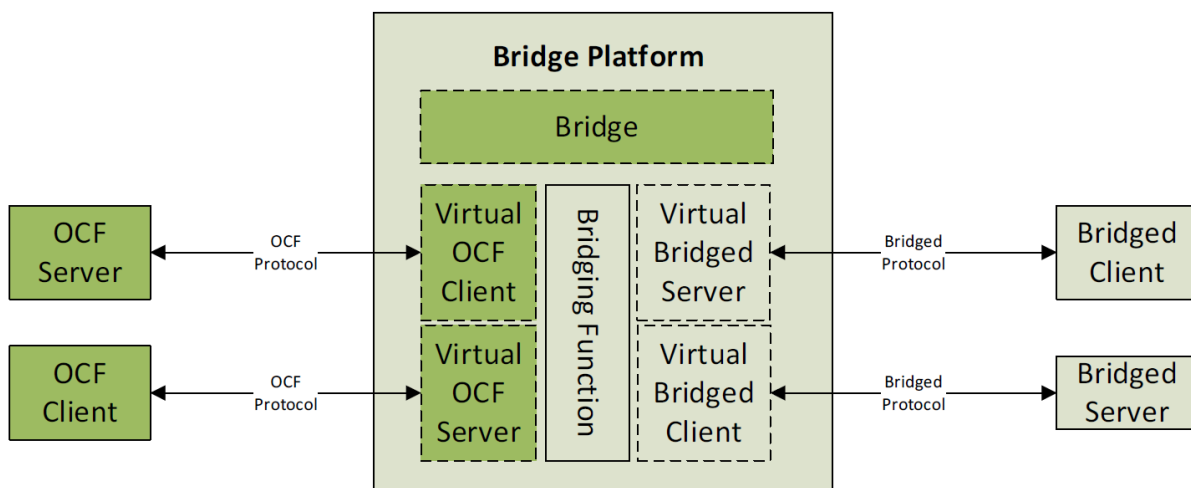 Bridge Platform
Bridge
OCF
Server
OCF
Protocol
Virtual
OCF
Client
Bridging Function
Virtual
Bridged
Server
Bridged
Protocol
Bridged
Client
OCF
Client
OCF
Protocol
Virtual
OCF
Server
Virtual
Bridged
Client
Bridged
Protocol
Bridged
Server